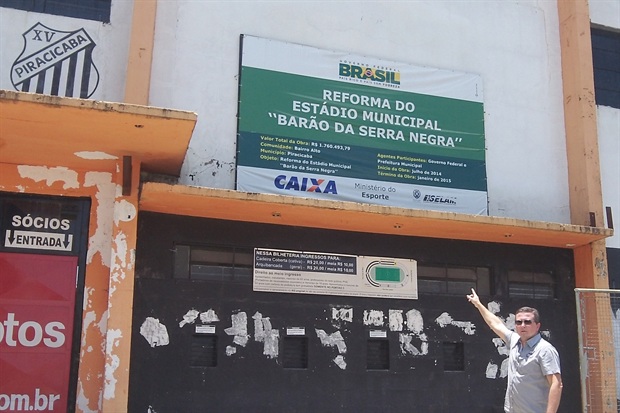 XV
PIRACICABA
GOVERNO FEDERAL
BRASIL
REFORMA DO
ESTÁDIO MUNICIPAL
"BARÃO DA SERRA NEGRA"
Valor Total da Obra: R$ 1.760.493,79
Comunidade: Bairro Alto
Município: Piracicaba
Objeto: Reforma do Estádio Municipal
"Barão da Serra Negra"
Agentes Participantes: Governo Federal e
Prefeitura Municipal
Início da Obra: Julho de 2014
Término da Obra: Janeiro de 2015
CAIXA
Ministério do
Esporte
SÓCIOS
ENTRADA
NESSA BILHETERIA INGRESSOS PARA:
otos
com.br